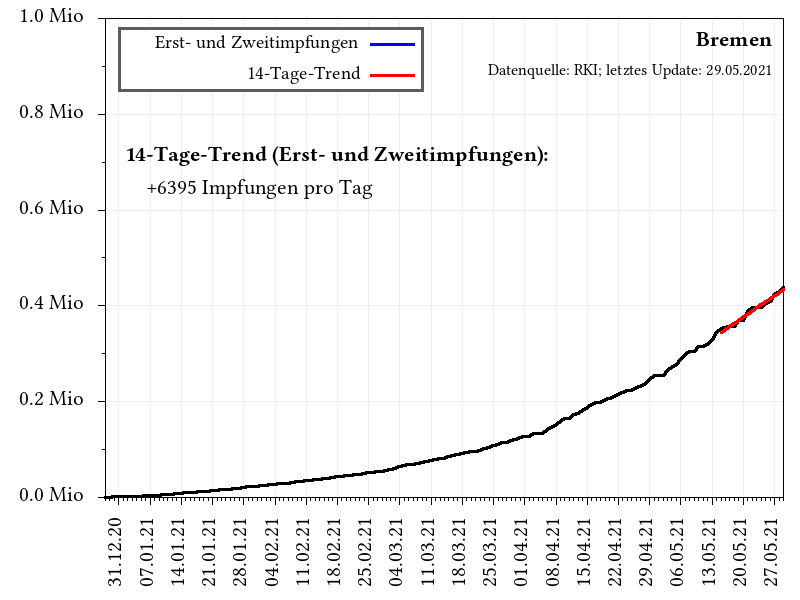 1.0 Mio
0.8 Mio
0.6 Mio
0.4 Mio
0.2 Mio
0.0 Mio
Erst- und Zweitimpfungen
14-Tage-Trend
Bremen
Datenquelle: RKI; letztes Update: 29.05.2021
14-Tage-Trend (Erst- und Zweitimpfungen):
+6395 Impfungen pro Tag
31.12.20
07.01.21
14.01.21
21.01.21
28.01.21
04.02.21
11.02.21
18.02.21
25.02.21
04.03.21
11.03.21
18.03.21
25.03.21
01.04.21
08.04.21
15.04.21
22.04.21
29.04.21
06.05.21
13.05.21
20.05.21
27.05.21